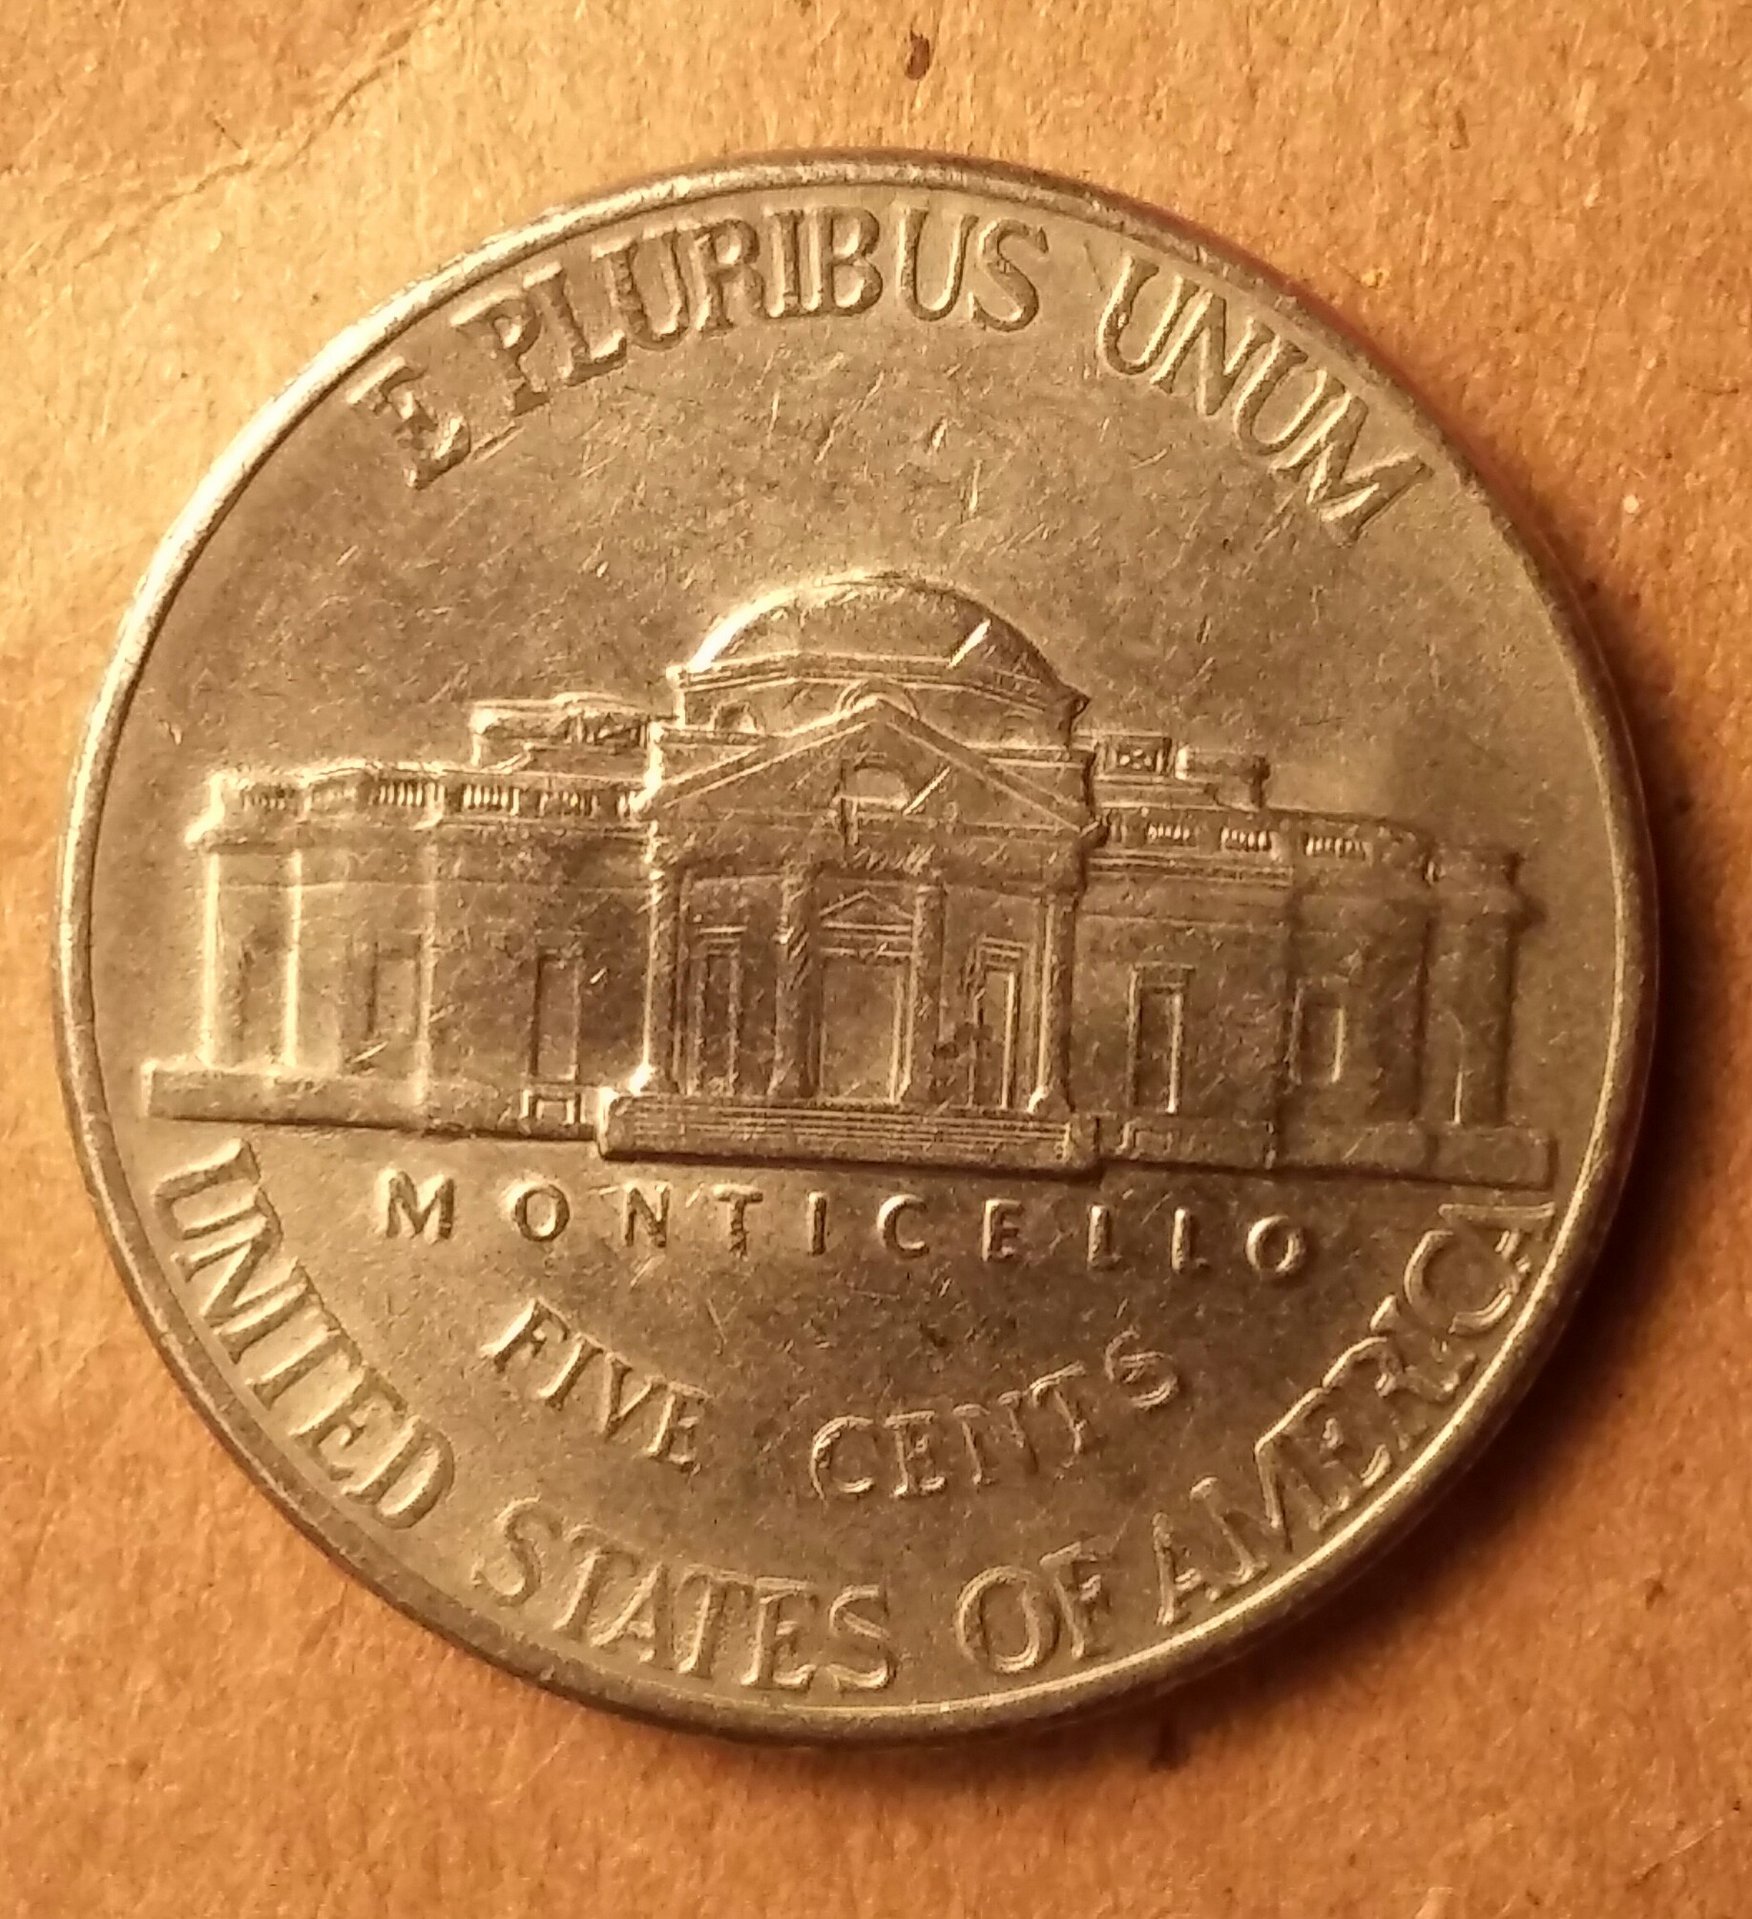 E PLURIBUS UNUM
MONTICELLO
FIVE CENTS
UNITED STATES OF AMERICA